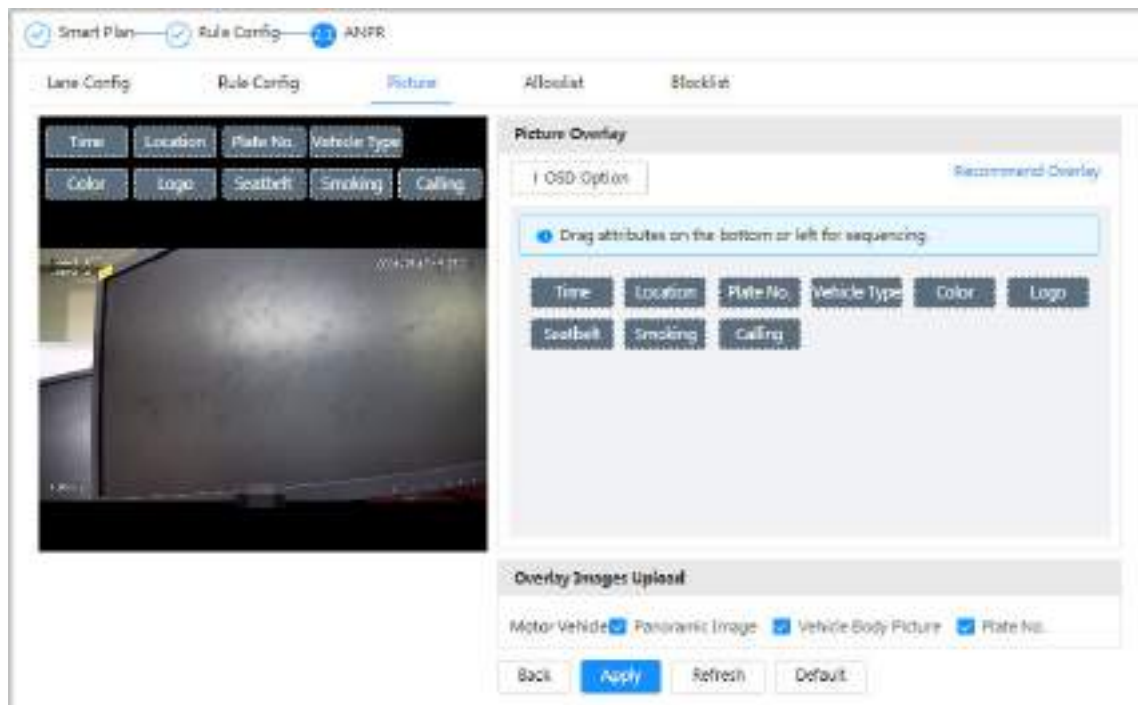 Smart Plan Rule Config ANPR
Lane Config Rule Config Picture Allowlist Blocklist
Time Location Plate No. Vehicle Type
Color Logo Seatbelt Smoking Calling
Picture Overlay
OSD Option Recommend Overlay
Drag attributes on the bottom or left for sequencing.
Time Location Plate No. Vehicle Type Color Logo
Seatbelt Smoking Calling
Overlay Images Upload
Motor Vehicle Panoramic Image Vehicle Body Picture Plate No.
Back Apply Refresh Default